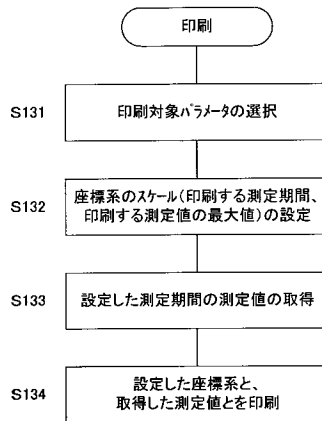 印刷
S131
印刷対象パラメータの選択
S132
座標系のスケール(印刷する測定期間、
印刷する測定値の最大値)の設定
S133
設定した測定期間の測定値の取得
S134
設定した座標系と、
取得した測定値とを印刷